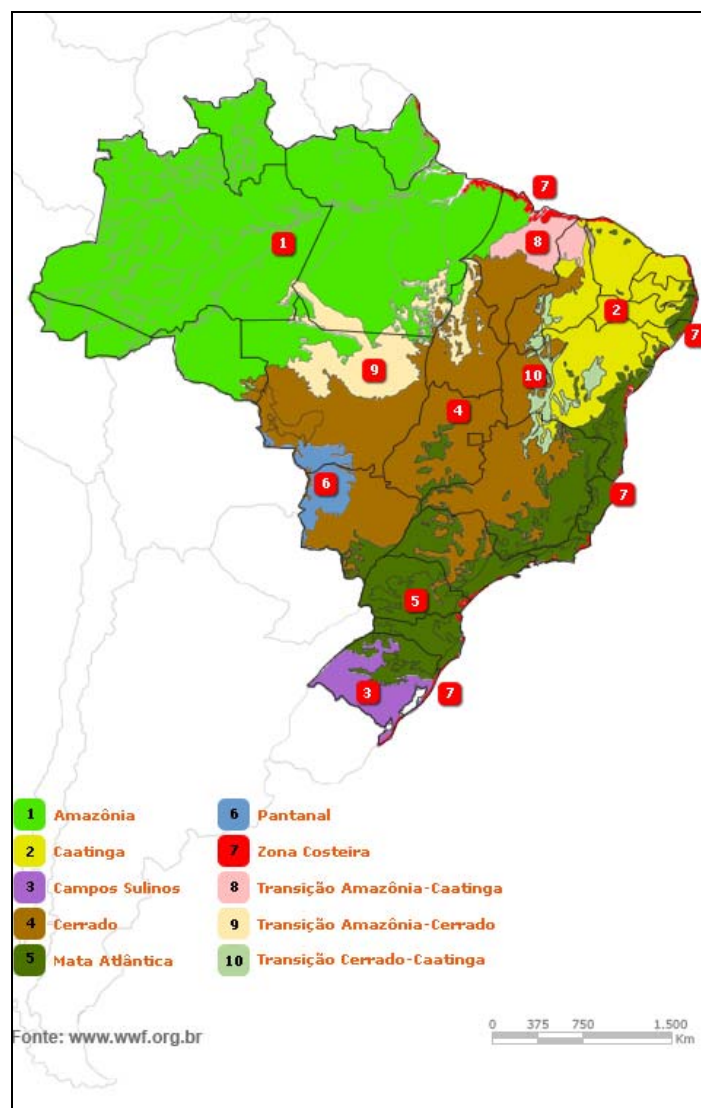 7
8
1
2
7
9
10
4
6
7
5
3
7
1 Amazônia
2 Caatinga
3 Campos Sulinos
4 Cerrado
5 Mata Atlântica
6 Pantanal
7 Zona Costeira
8 Transição Amazônia-Caatinga
9 Transição Amazônia-Cerrado
10 Transição Cerrado-Caatinga
Fonte: www.wwf.org.br
0 375 750 1.500
Km